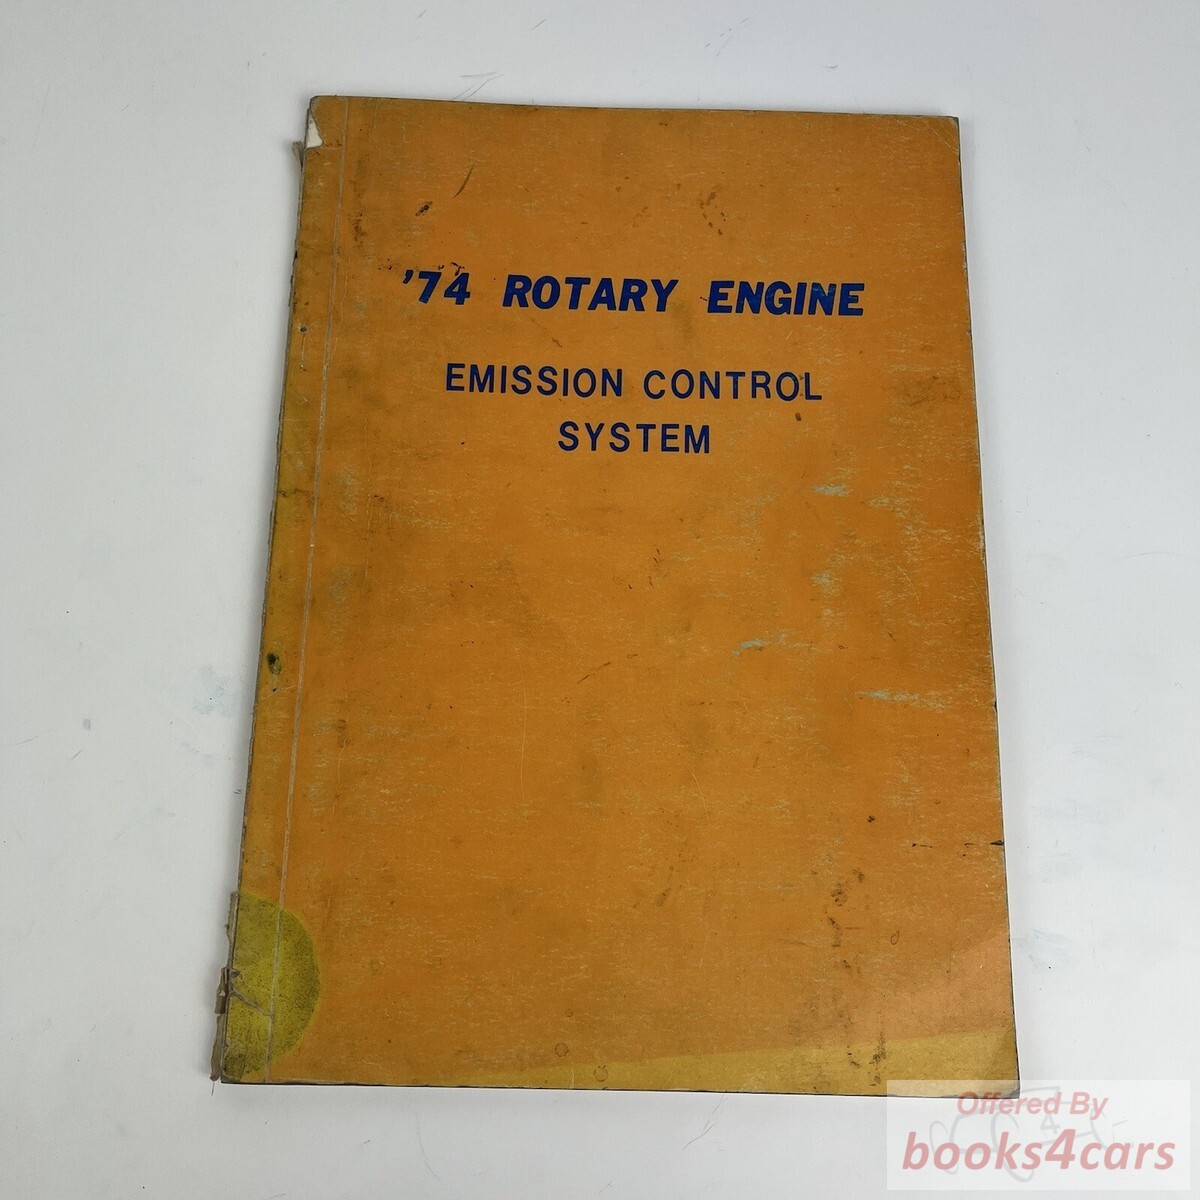 '74 ROTARY ENGINE
EMISSION CONTROL
SYSTEM
Offered By
books4cars